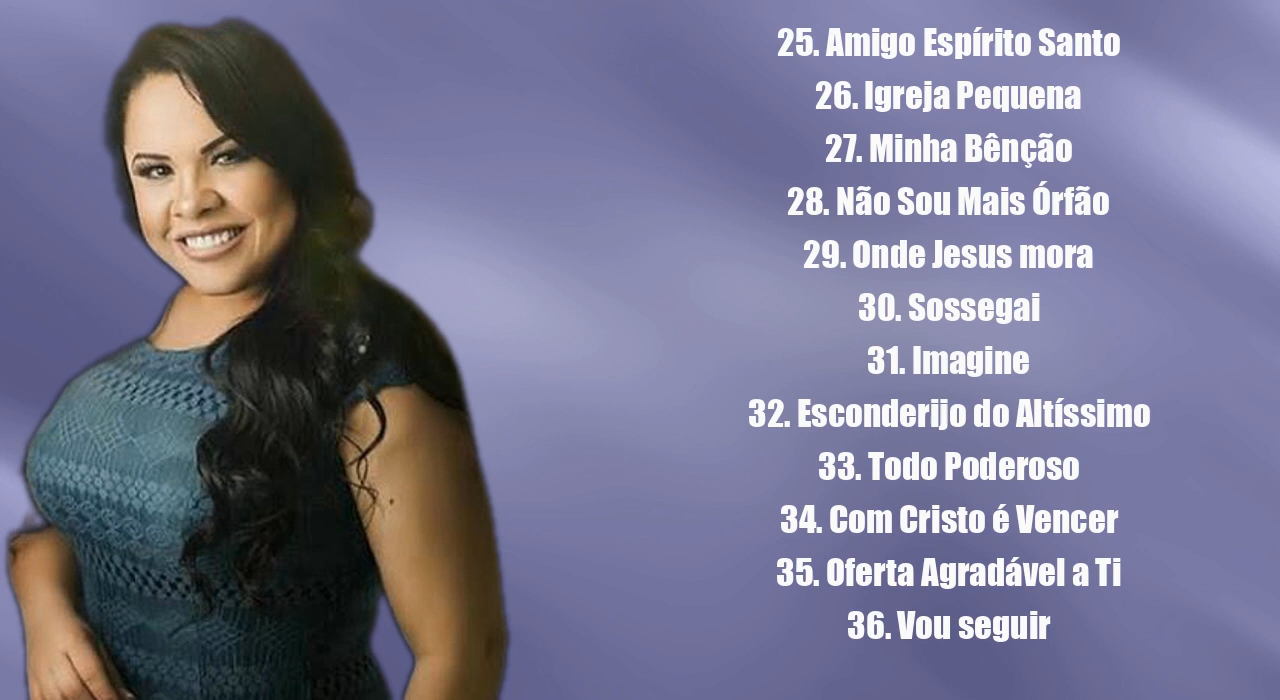 25. Amigo Espírito Santo
26. Igreja Pequena
27. Minha Bênção
28. Não Sou Mais Órfão
29. Onde Jesus mora
30. Sossegai
31. Imagine
32. Esconderijo do Altíssimo
33. Todo Poderoso
34. Com Cristo é Vencer
35. Oferta Agradável a Ti
36. Vou seguir